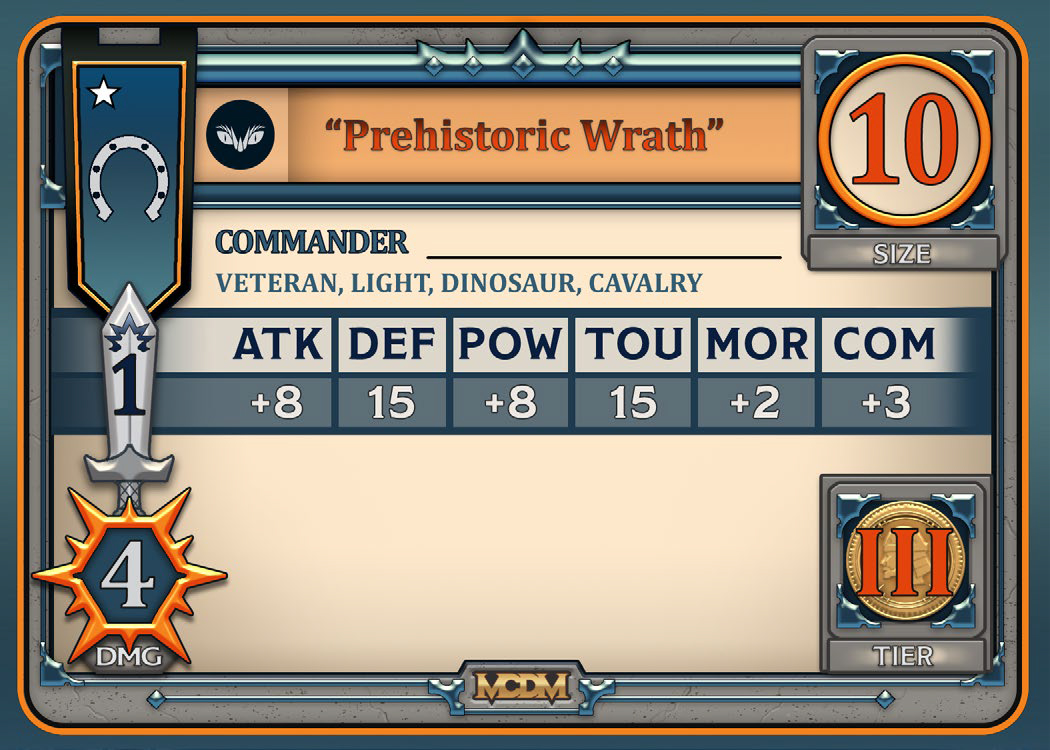 “Prehistoric Wrath”
10
SIZE
COMMANDER
VETERAN, LIGHT, DINOSAUR, CAVALRY
ATK DEF POW TOU MOR COM
+8 15 +8 15 +2 +3
1
4
DMG
III
TIER
MCDM